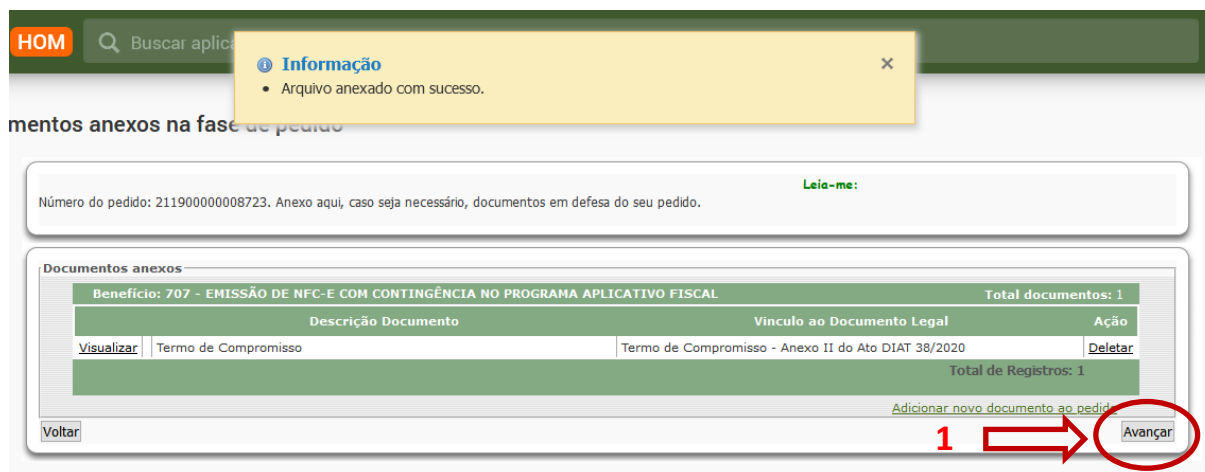 HOM
Buscar aplica
Informação
×
• Arquivo anexado com sucesso.
mentos anexos na fase de pedido
Leia-me:
Número do pedido: 211900000008723. Anexo aqui, caso seja necessário, documentos em defesa do seu pedido.
Documentos anexos
Benefício: 707 - EMISSÃO DE NFC-E COM CONTINGÊNCIA NO PROGRAMA APLICATIVO FISCAL Total documentos: 1
Descrição Documento Vinculo ao Documento Legal Ação
Visualizar Termo de Compromisso Termo de Compromisso - Anexo II do Ato DIAT 38/2020 Deletar
Total de Registros: 1
Adicionar novo documento ao pedido
Voltar 1 Avançar